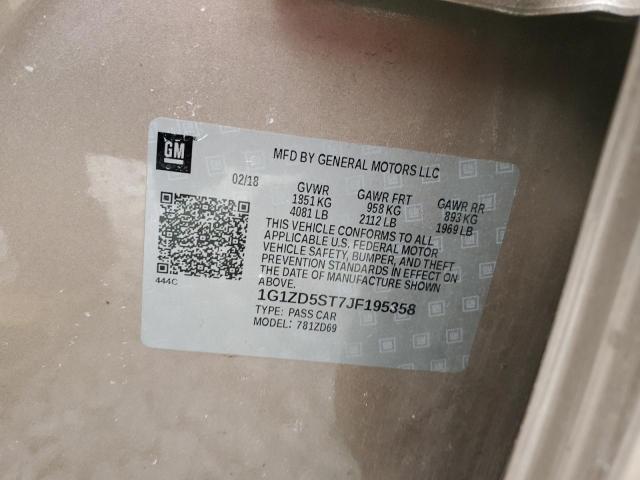 GM
MFD BY GENERAL MOTORS LLC
02/18
GVWR
1851 KG
4081 LB
GAWR FRT
958 KG
2112 LB
GAWR RR
893 KG
1969 LB
THIS VEHICLE CONFORMS TO ALL
APPLICABLE U.S. FEDERAL MOTOR
VEHICLE SAFETY, BUMPER, AND THEFT
PREVENTION STANDARDS IN EFFECT ON
THE DATE OF MANUFACTURE SHOWN
ABOVE.
444C
1G1ZD5ST7JF195358
TYPE: PASS CAR
MODEL: 781ZD69